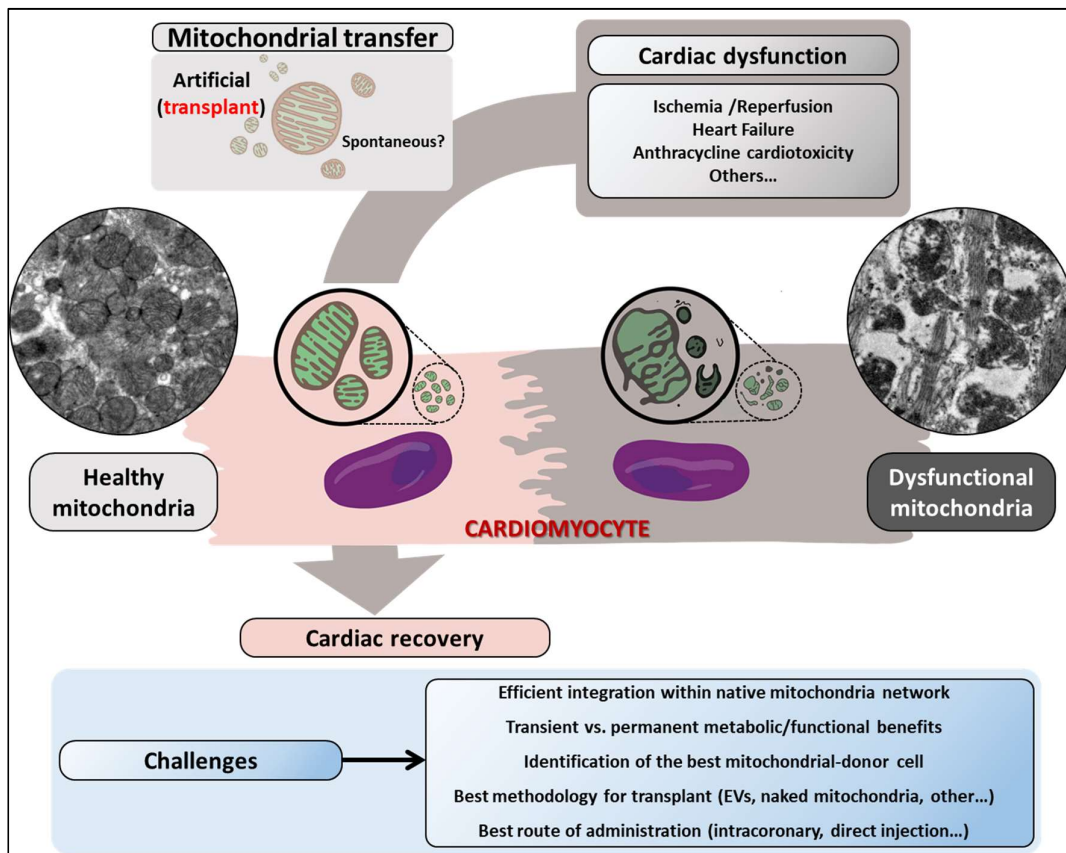 Mitochondrial transfer
Artificial
(transplant)
Spontaneous?
Cardiac dysfunction
Ischemia /Reperfusion
Heart Failure
Anthracycline cardiotoxicity
Others...
Healthy
mitochondria
Dysfunctional
mitochondria
CARDIOMYOCYTE
Cardiac recovery
Challenges
Efficient integration within native mitochondria network
Transient vs. permanent metabolic/functional benefits
Identification of the best mitochondrial-donor cell
Best methodology for transplant (EVs, naked mitochondria, other...)
Best route of administration (intracoronary, direct injection...)